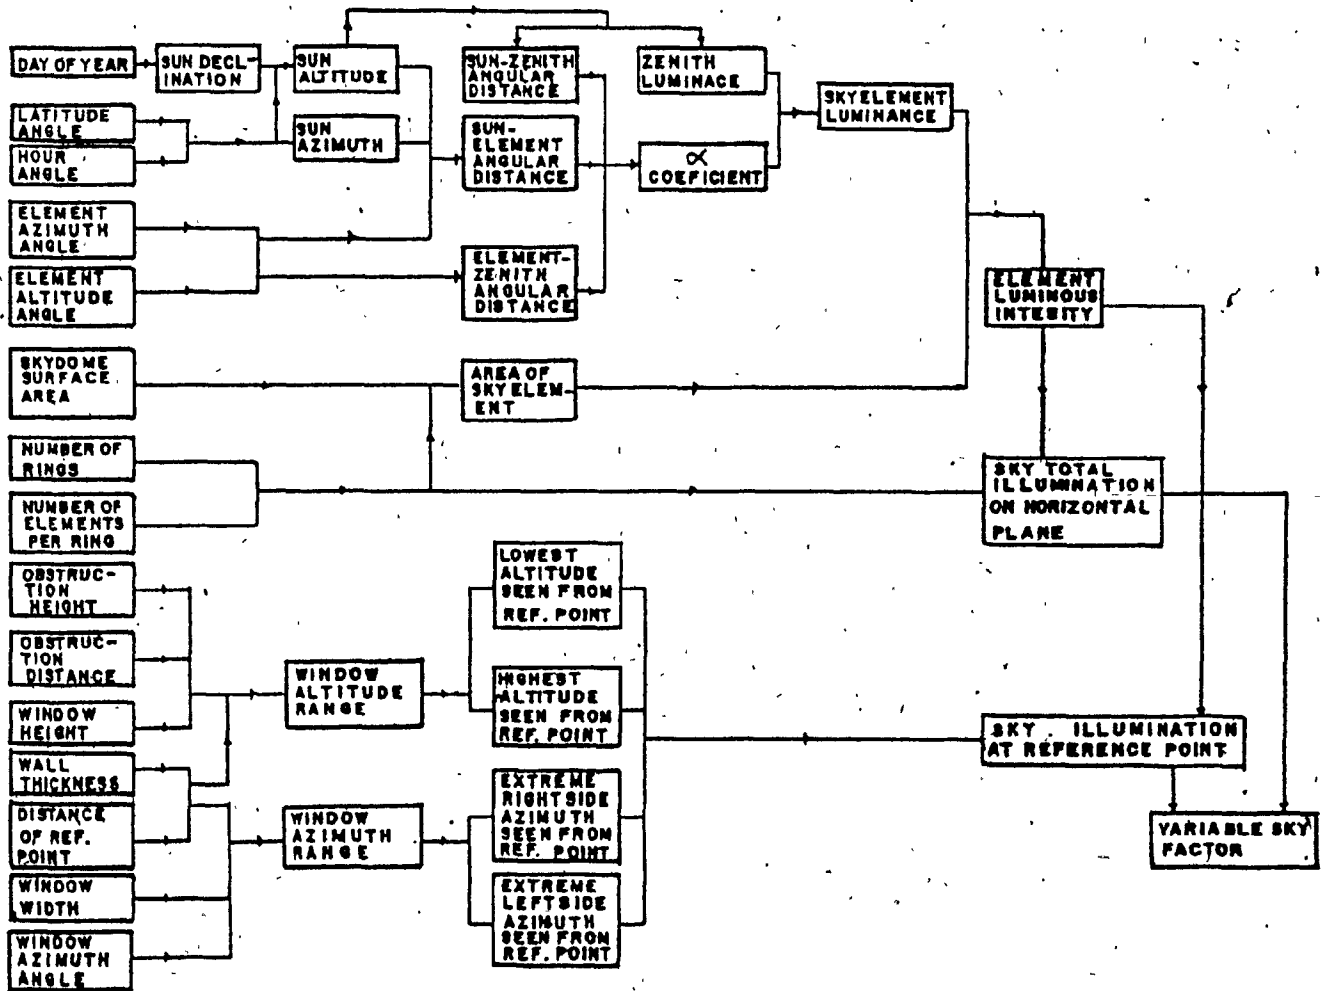 DAY OF YEAR
SUN DECL-
INATION
SUN
ALTITUDE
SUN-ZENITH
ANGULAR
DISTANCE
ZENITH
LUMINACE
SKY ELEMENT
LUMINANCE
LATITUDE
ANGLE
HOUR
ANGLE
SUN
AZIMUTH
SUN-
ELEMENT
ANGULAR
DISTANCE
∝
COEFICIENT
ELEMENT
AZIMUTH
ANGLE
ELEMENT
ALTITUDE
ANGLE
ELEMENT-
ZENITH
ANGULAR
DISTANCE
ELEMENT
LUMINOUS
INTESITY
SKYDOME
SURFACE
AREA
AREA OF
SKY ELEM-
ENT
NUMBER OF
RINGS
NUMBER OF
ELEMENTS
PER RING
SKY TOTAL
ILLUMINATION
ON HORIZONTAL
PLANE
OBSTRUC-
TION
HEIGHT
OBSTRUC-
TION
DISTANCE
WINDOW
HEIGHT
WALL
THICKNESS
DISTANCE
OF REF.
POINT
WINDOW
WIDTH
WINDOW
AZIMUTH
ANGLE
WINDOW
ALTITUDE
RANGE
WINDOW
AZIMUTH
RANGE
LOWEST
ALTITUDE
SEEN FROM
REF. POINT
HIGHEST
ALTITUDE
SEEN FROM
REF. POINT
EXTREME
RIGHT SIDE
AZIMUTH
SEEN FROM
REF. POINT
EXTREME
LEFT SIDE
AZIMUTH
SEEN FROM
REF. POINT
SKY . ILLUMINATION
AT REFERENCE POINT
VARIABLE SKY
FACTOR